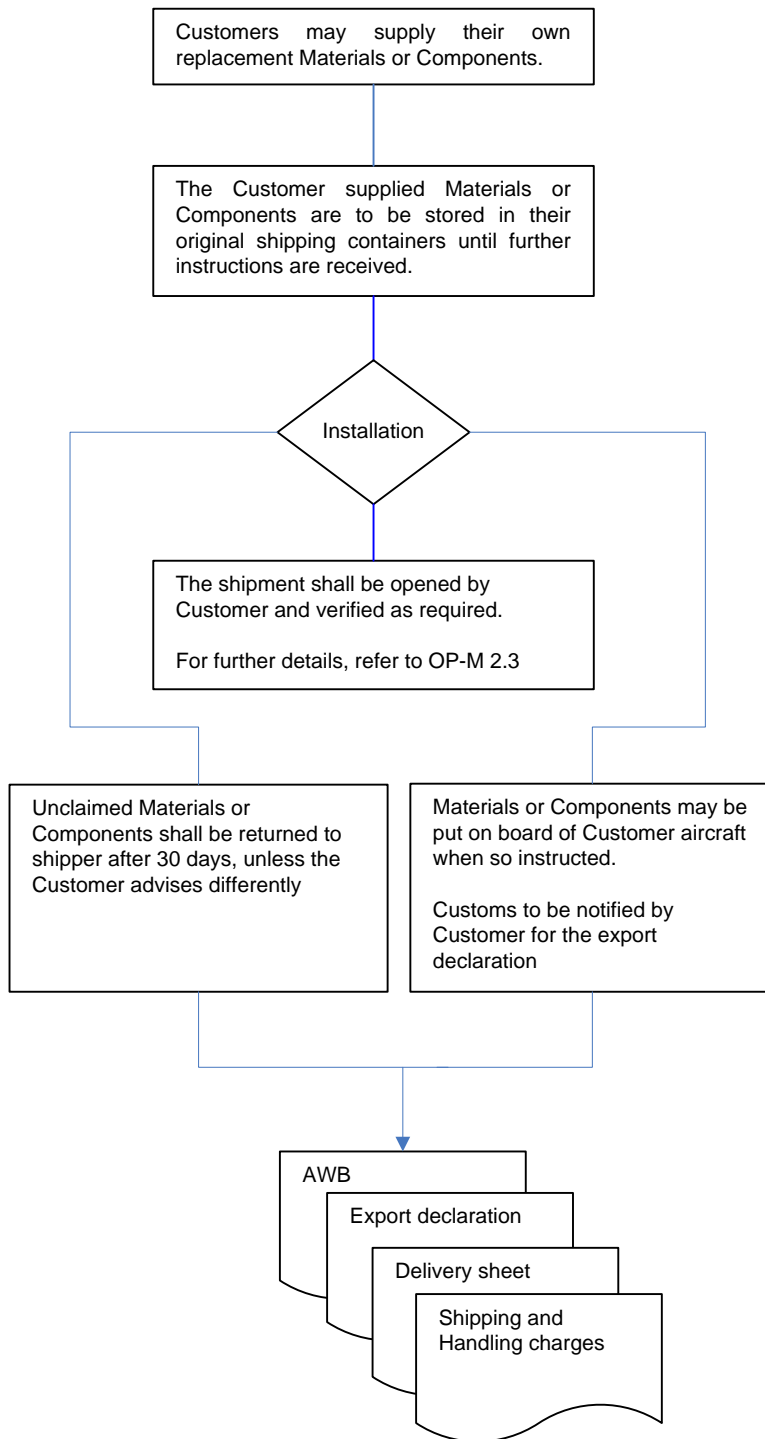 Customers may supply their own
replacement Materials or Components.
The Customer supplied Materials or
Components are to be stored in their
original shipping containers until further
instructions are received.
Installation
The shipment shall be opened by
Customer and verified as required.
For further details, refer to OP-M 2.3
Unclaimed Materials or
Components shall be returned to
shipper after 30 days, unless the
Customer advises differently
Materials or Components may be
put on board of Customer aircraft
when so instructed.
Customs to be notified by
Customer for the export
declaration
AWB
Export declaration
Delivery sheet
Shipping and
Handling charges